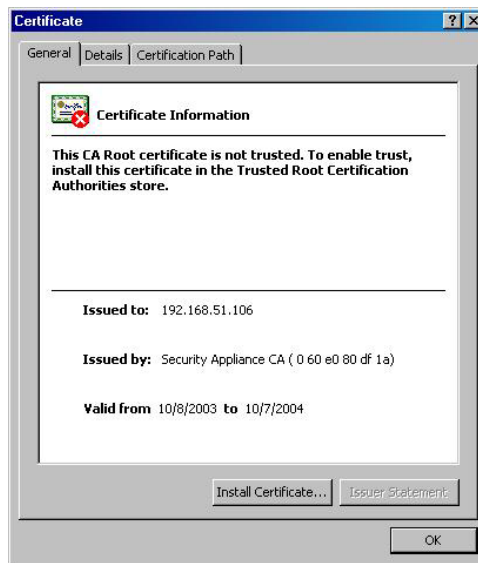 Certificate
General Details Certification Path
Certificate Information
This CA Root certificate is not trusted. To enable trust,
install this certificate in the Trusted Root Certification
Authorities store.
Issued to: 192.168.51.106
Issued by: Security Appliance CA ( 0 60 e0 80 df 1a)
Valid from 10/8/2003 to 10/7/2004
Install Certificate... Issuer Statement
OK